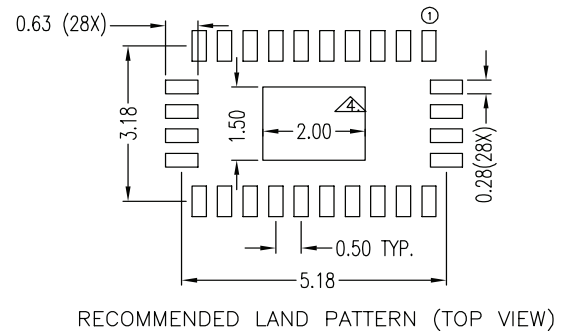 0.63 (28X)
1
3.18
1.50
4.
2.00
0.28(28X)
0.50 TYP.
5.18
RECOMMENDED LAND PATTERN (TOP VIEW)